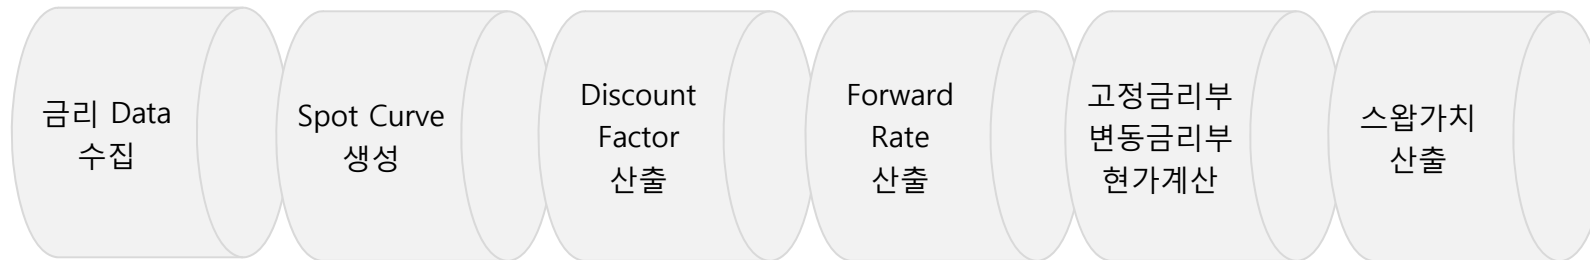 금리 Data
수집
Spot Curve
생성
Discount
Factor
산출
Forward
Rate
산출
고정금리부
변동금리부
현가계산
스왑가치
산출